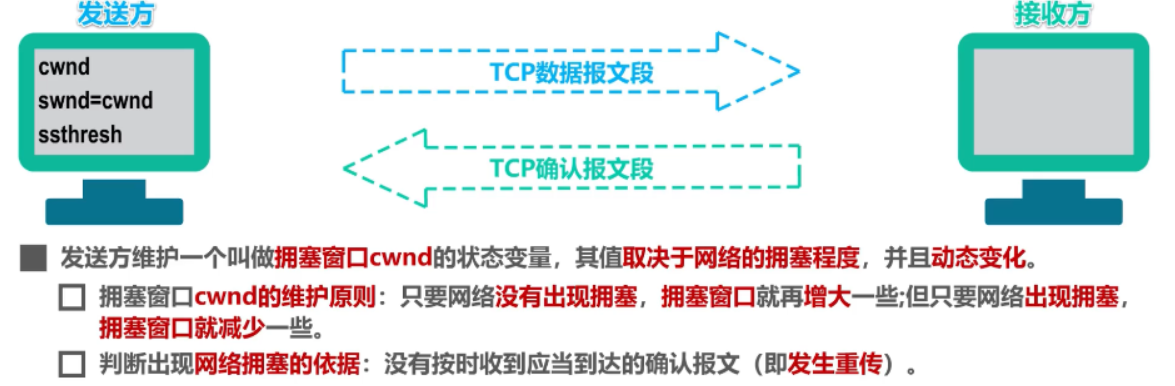 发送方
接收方
cwnd
swnd=cwnd
ssthresh
TCP数据报文段
TCP确认报文段
发送方维护一个叫做拥塞窗口cwnd的状态变量，其值取决于网络的拥塞程度，并且动态变化。
拥塞窗口cwnd的维护原则：只要网络没有出现拥塞，拥塞窗口就再增大一些;但只要网络出现拥塞，
拥塞窗口就减少一些。
判断出现网络拥塞的依据：没有按时收到应当到达的确认报文（即发生重传）。